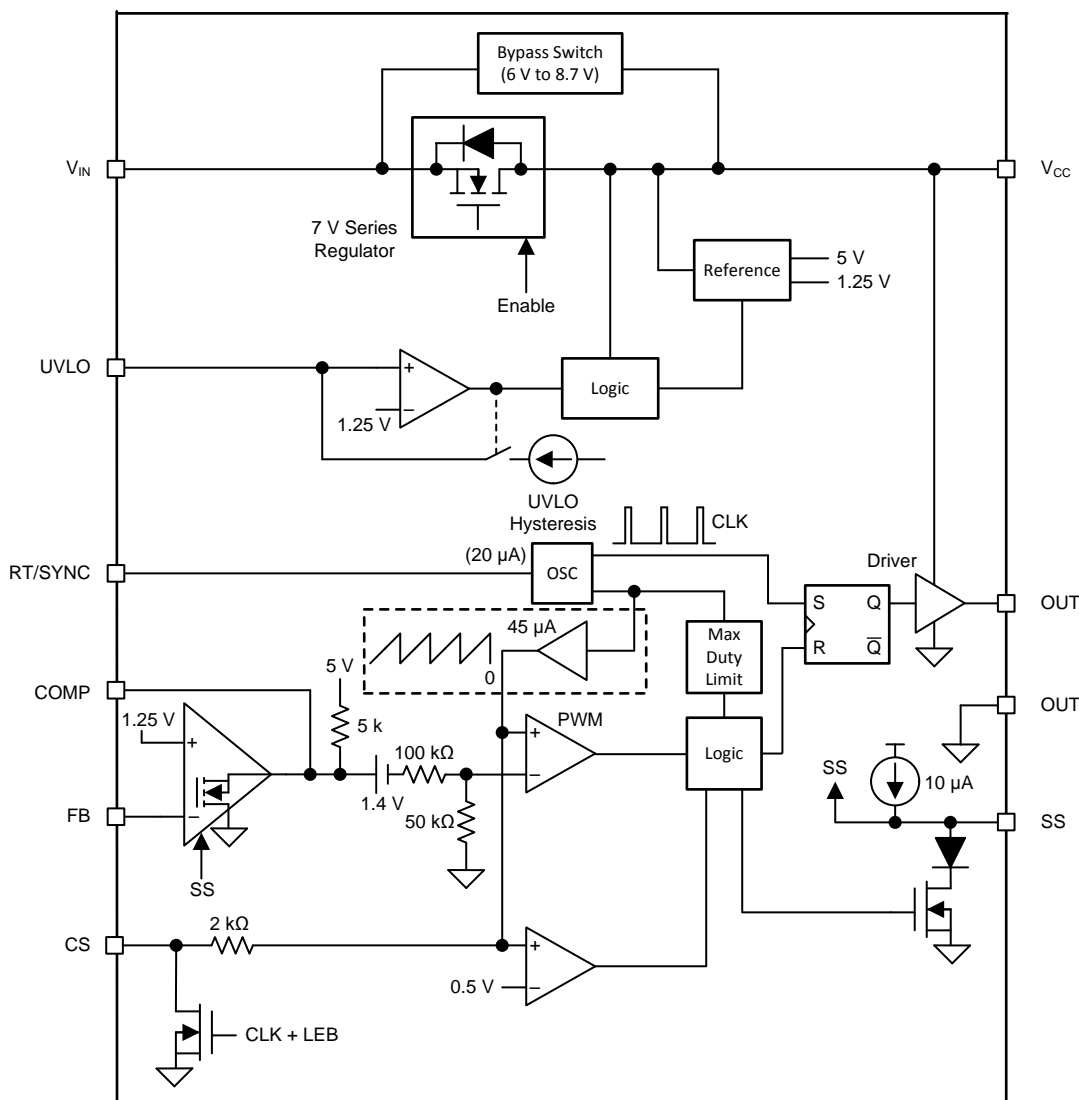 Bypass Switch
(6 V to 8.7 V)
VIN
VCC
7 V Series
Regulator
Enable
Reference
5 V
1.25 V
UVLO
+
−
1.25 V
Logic
UVLO
Hysteresis
(20 µA)
CLK
RT/SYNC
OSC
Driver
S
Q
R
Q̅
OUT
45 µA
0
Max
Duty
Limit
COMP
5 V
5 k
1.25 V
+
−
FB
SS
1.4 V
100 kΩ
50 kΩ
PWM
+
−
Logic
OUT
SS
10 µA
SS
CS
2 kΩ
+
−
0.5 V
CLK + LEB